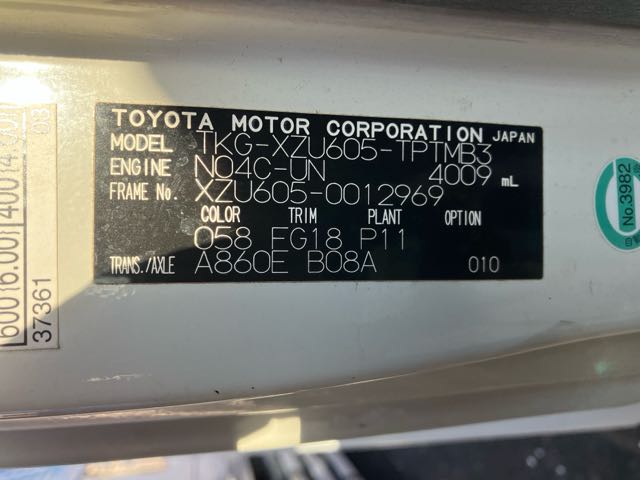 TOYOTA MOTOR CORPORATION JAPAN
MODEL TKG-XZU605-TPTMB3
ENGINE N04C-UN 4009 mL
FRAME No. XZU605-0012969
COLOR TRIM PLANT OPTION
058 FG18 P11
TRANS./AXLE A860E B08A 010
No.3982
03
37361